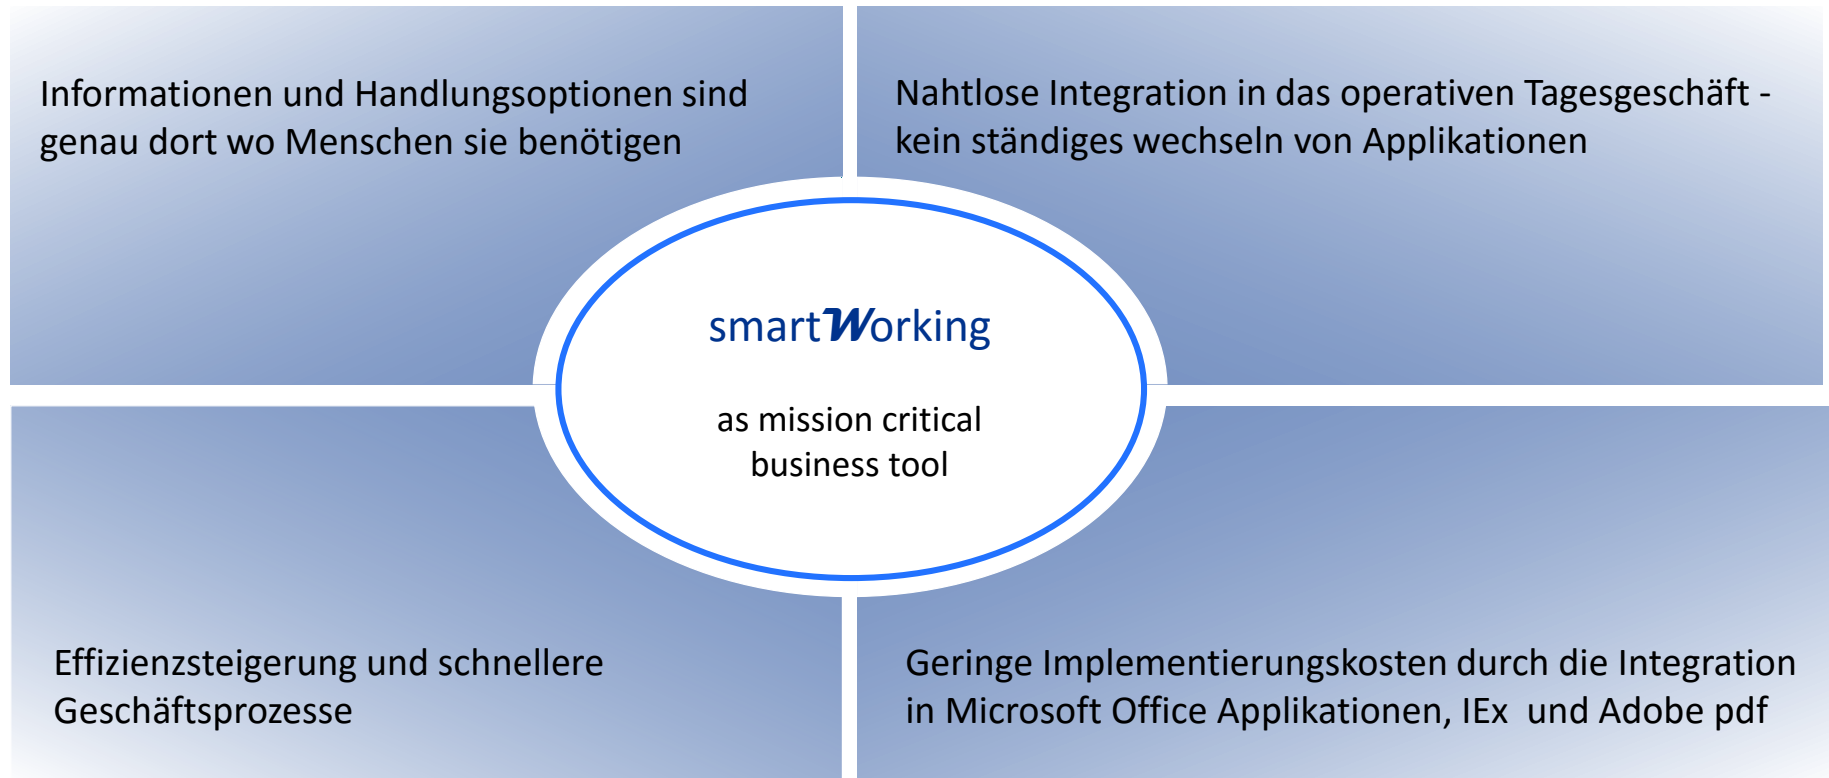 Informationen und Handlungsoptionen sind
genau dort wo Menschen sie benötigen
Nahtlose Integration in das operativen Tagesgeschäft -
kein ständiges wechseln von Applikationen
smartWorking
as mission critical
business tool
Effizienzsteigerung und schnellere
Geschäftsprozesse
Geringe Implementierungskosten durch die Integration
in Microsoft Office Applikationen, IEx  und Adobe pdf